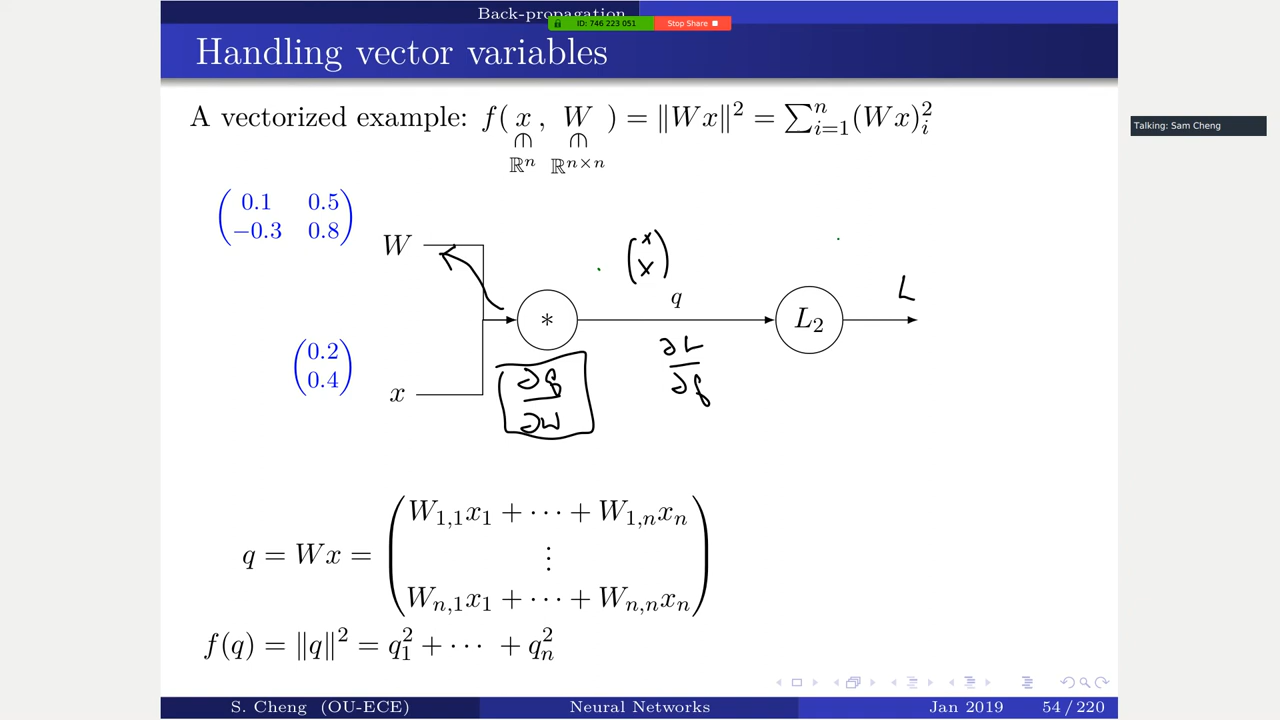 Back-propagation
ID: 746 223 051 Stop Share
Handling vector variables
Talking: Sam Cheng
A vectorized example: f( x , W ) = ‖Wx‖² = ∑ⁿᵢ₌₁(Wx)²ᵢ
∩ ∩
ℝⁿ ℝⁿˣⁿ
(0.1 0.5
−0.3 0.8)
W
(x
x)
q
L
* L₂
∂L
∂q
(0.2
0.4)
x
∂q
∂W
q = Wx = (W₁,₁x₁ + ··· + W₁,ₙxₙ
⋮
Wₙ,₁x₁ + ··· + Wₙ,ₙxₙ)
f(q) = ‖q‖² = q₁² + ··· + qₙ²
S. Cheng (OU-ECE) Neural Networks Jan 2019 54 / 220